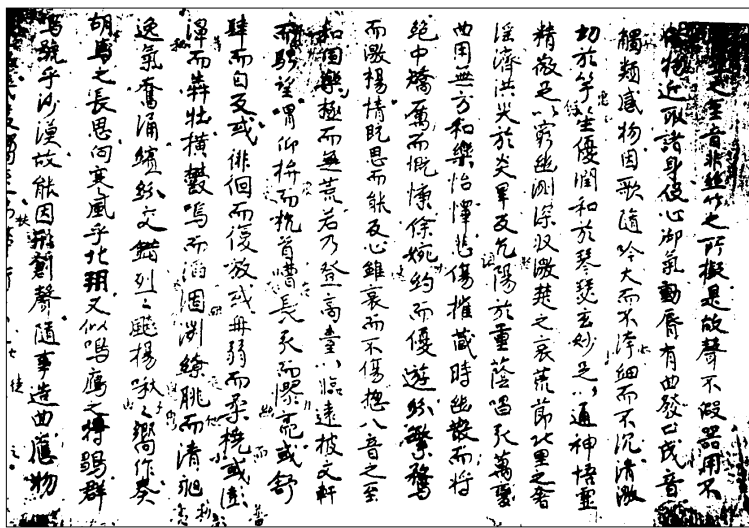 之至音非絲竹之所擬是故聲不假器用不
物近取諸身役心御氣動脣有曲發口成音
觸類感物因歌隨吟大而不洿細而不沉清激
切於竽笙優潤和於琴瑟玄妙足以通神悟靈
精微足以窮幽測深收激楚之哀荒節北里之奢
淫濟洪災於炎旱反亢陽於重蔭唱引萬變
曲用無方和樂怡懌悲傷摧藏時幽散而將
絕中矯厲而慨慷徐婉約而優遊紛繁騖
而激楊情既思而能反心雖哀而不傷揔八音之至
和固樂極而無荒若乃登高臺以臨遠披文軒
而騁望喟仰抃而抗首嘈長引而憀亮或舒
肆而自反或徘徊而復放或冉弱而柔撓或澎
濞而犇壯橫鬱嗚而滔涸冽繚眺而清昶
逸氣奮涌繽紛交錯列々飈楊啾々嚮作奏
胡馬之長思向寒風乎北朔又似鳴鴈之將鶵群
鳴號乎沙漠故能因形創聲隨事造曲應物